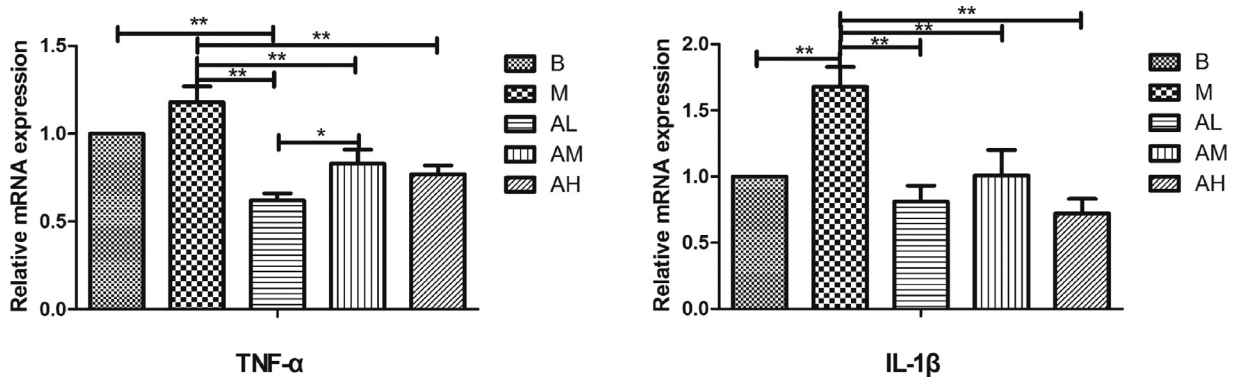 Relative mRNA expression
1.5
1.0
0.5
0.0
**
**
**
**
*
B
M
AL
AM
AH
TNF-α
Relative mRNA expression
2.0
1.5
1.0
0.5
0.0
**
**
**
**
B
M
AL
AM
AH
IL-1β